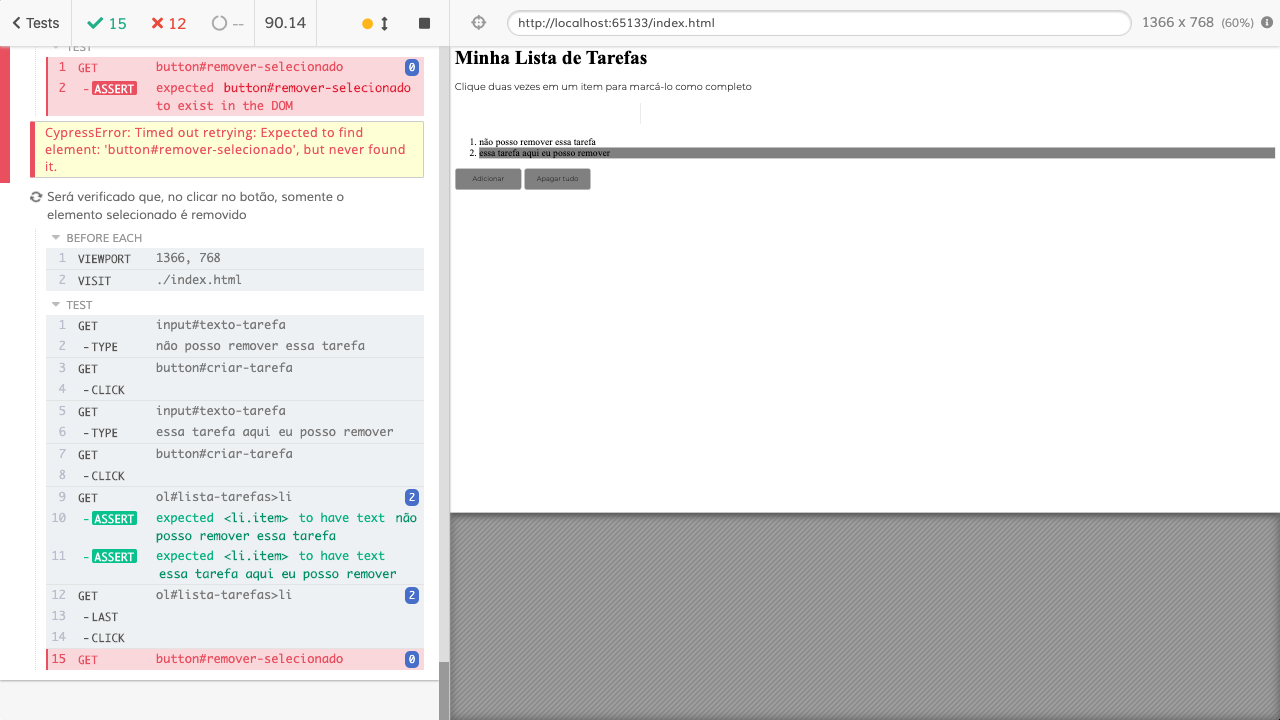 Tests
15
12
--
90.14
http://localhost:65133/index.html
1366 x 768 (60%)
TEST
1 GET button#remover-selecionado 0
2 -ASSERT expected button#remover-selecionado
to exist in the DOM
CypressError: Timed out retrying: Expected to find
element: 'button#remover-selecionado', but never found
it.
Será verificado que, no clicar no botão, somente o
elemento selecionado é removido
BEFORE EACH
1 VIEWPORT 1366, 768
2 VISIT ./index.html
TEST
1 GET input#texto-tarefa
2 -TYPE não posso remover essa tarefa
3 GET button#criar-tarefa
4 -CLICK
5 GET input#texto-tarefa
6 -TYPE essa tarefa aqui eu posso remover
7 GET button#criar-tarefa
8 -CLICK
9 GET ol#lista-tarefas>li 2
10 -ASSERT expected <li.item> to have text não
posso remover essa tarefa
11 -ASSERT expected <li.item> to have text
essa tarefa aqui eu posso remover
12 GET ol#lista-tarefas>li 2
13 -LAST
14 -CLICK
15 GET button#remover-selecionado 0
Minha Lista de Tarefas
Clique duas vezes em um item para marcá-lo como completo
1. não posso remover essa tarefa
2. essa tarefa aqui eu posso remover
Adicionar
Apagar tudo